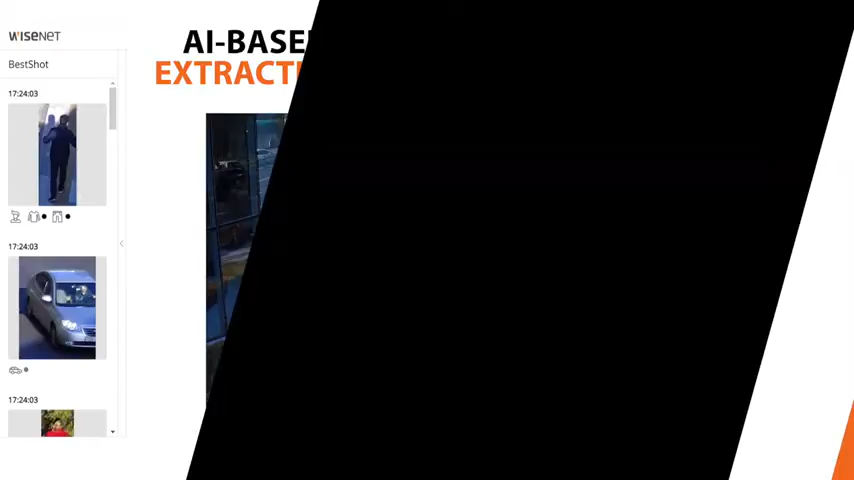 WISENET
BestShot
17:24:03
17:24:03
17:24:03
AI-BASE
EXTRACT